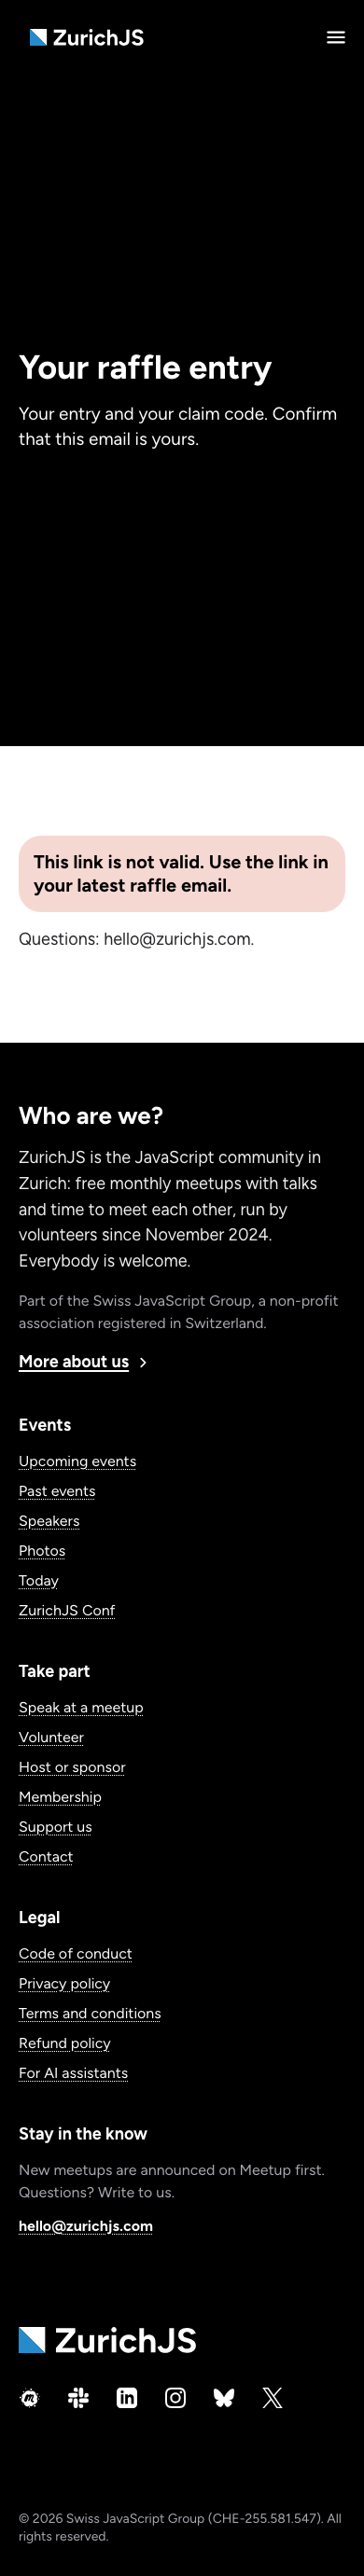 ZurichJS
Your raffle entry
Your entry and your claim code. Confirm
that this email is yours.
This link is not valid. Use the link in
your latest raffle email.
Questions: hello@zurichjs.com.
Who are we?
ZurichJS is the JavaScript community in
Zurich: free monthly meetups with talks
and time to meet each other, run by
volunteers since November 2024.
Everybody is welcome.
Part of the Swiss JavaScript Group, a non-profit
association registered in Switzerland.
More about us
Events
Upcoming events
Past events
Speakers
Photos
Today
ZurichJS Conf
Take part
Speak at a meetup
Volunteer
Host or sponsor
Membership
Support us
Contact
Legal
Code of conduct
Privacy policy
Terms and conditions
Refund policy
For AI assistants
Stay in the know
New meetups are announced on Meetup first.
Questions? Write to us.
hello@zurichjs.com
ZurichJS
© 2026 Swiss JavaScript Group (CHE-255.581.547). All
rights reserved.